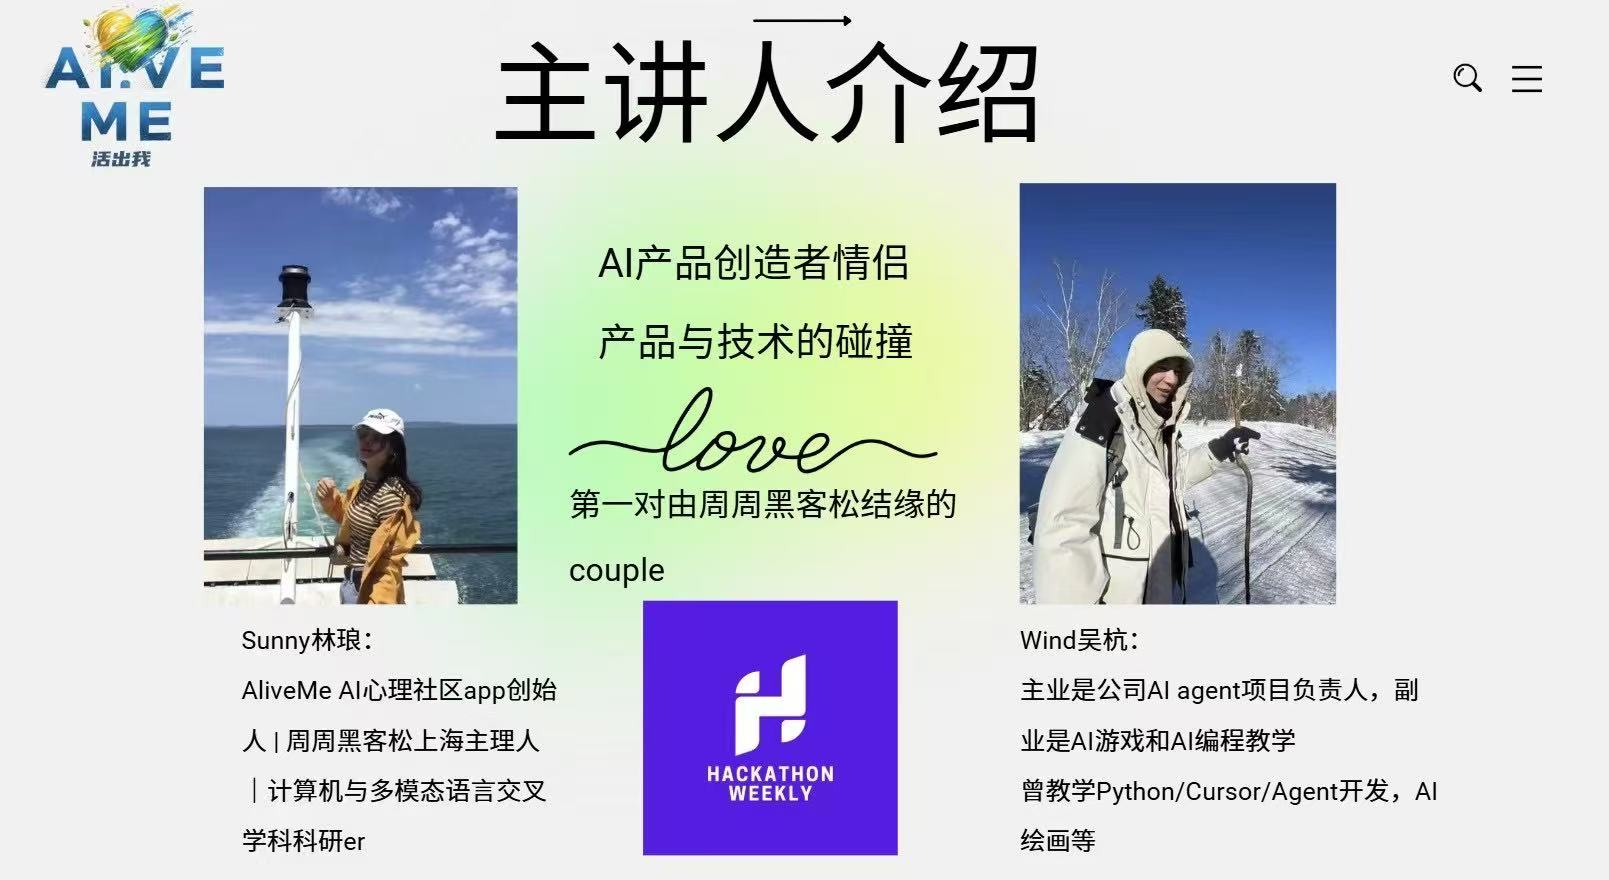 ALIVE
ME
活出我
主讲人介绍
AI产品创造者情侣
产品与技术的碰撞
love
第一对由周周黑客松结缘的
couple
Sunny林琅：
AliveMe AI心理社区app创始
人 | 周周黑客松上海主理人
｜计算机与多模态语言交叉
学科科研er
HACKATHON
WEEKLY
Wind吴杭：
主业是公司AI agent项目负责人，副
业是AI游戏和AI编程教学
曾教学Python/Cursor/Agent开发，AI
绘画等